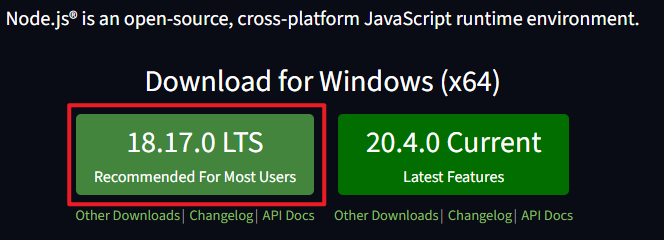 Node.js® is an open-source, cross-platform JavaScript runtime environment.
Download for Windows (x64)
18.17.0 LTS
Recommended For Most Users
20.4.0 Current
Latest Features
Other Downloads| Changelog| API Docs
Other Downloads| Changelog| API Docs